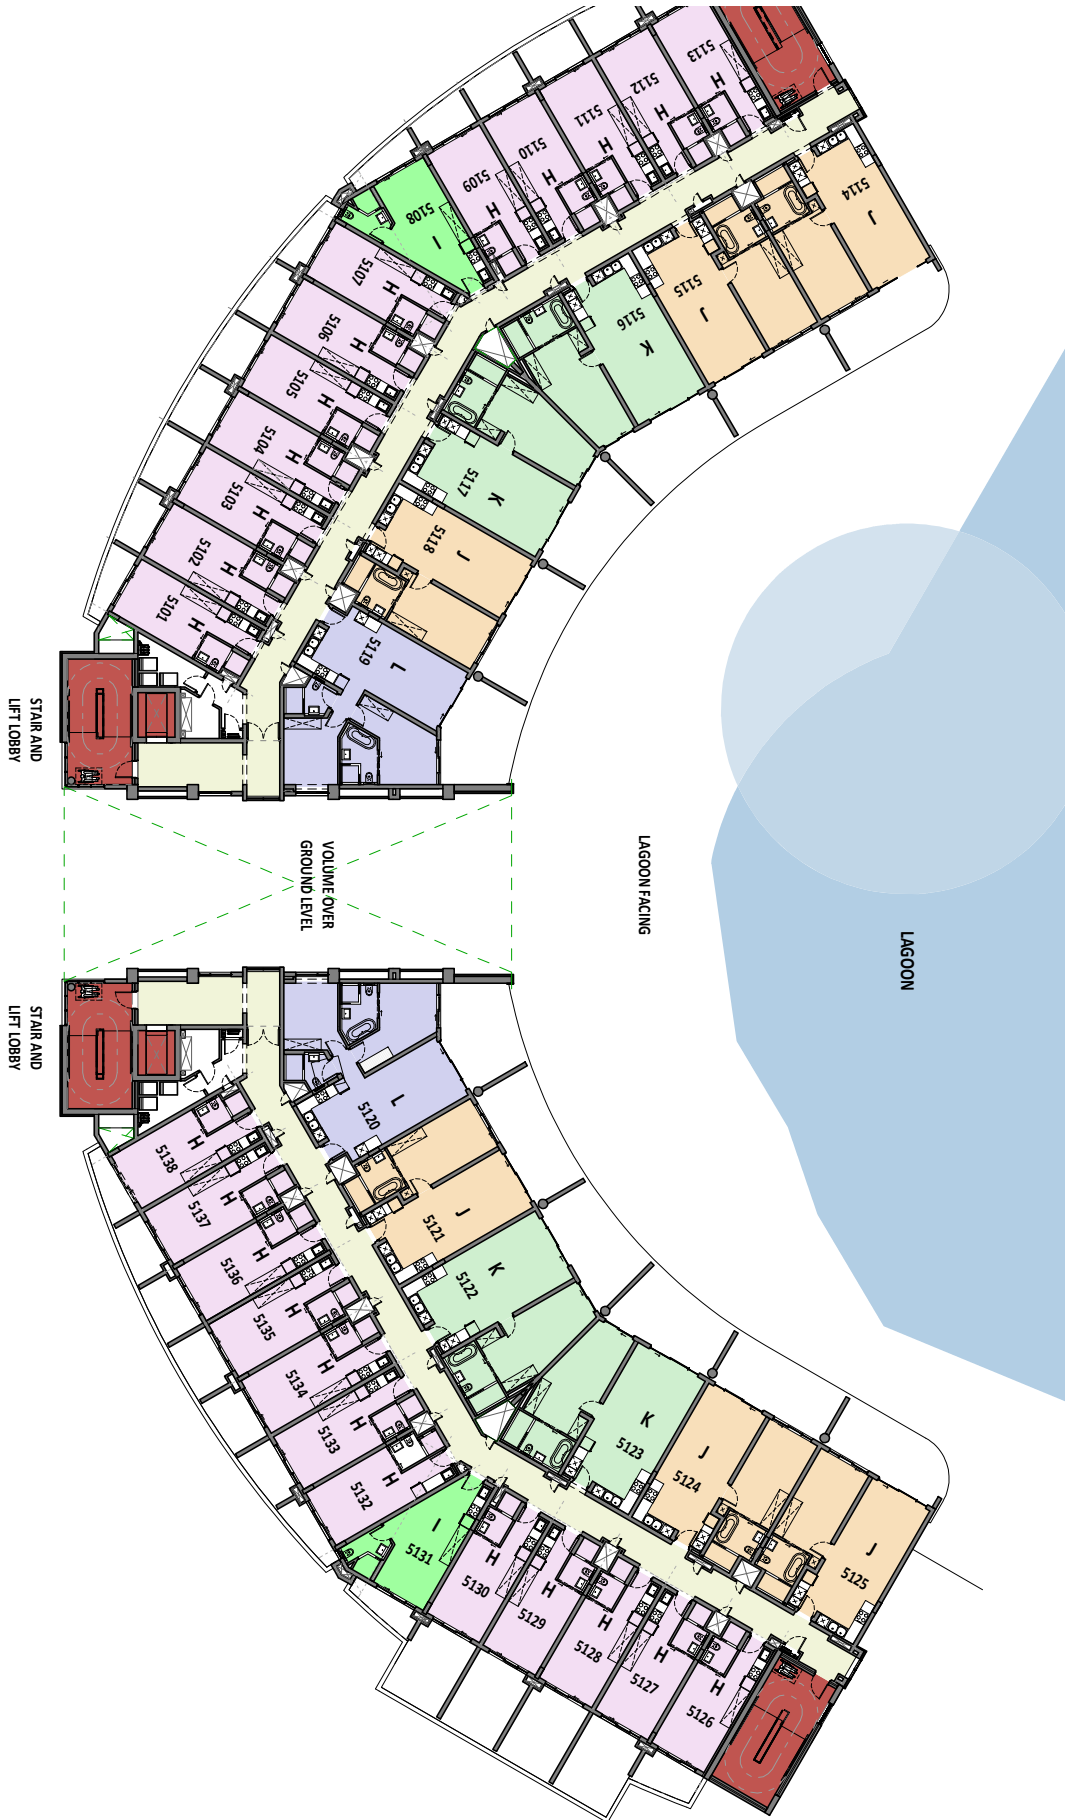 5113
H
5112
H
5111
H
5110
H
5109
H
5108
I
5107
H
5106
H
5105
H
5104
H
5103
H
5102
H
5101
H
5114
J
5115
J
5116
K
5117
K
5118
J
5119
L
STAIR AND
LIFT LOBBY
VOLUME OVER
GROUND LEVEL
LAGOON FACING
LAGOON
STAIR AND
LIFT LOBBY
5120
L
5121
J
5122
K
5123
K
5124
J
5125
J
5138
H
5137
H
5136
H
5135
H
5134
H
5133
H
5132
H
5131
I
5130
H
5129
H
5128
H
5127
H
5126
H